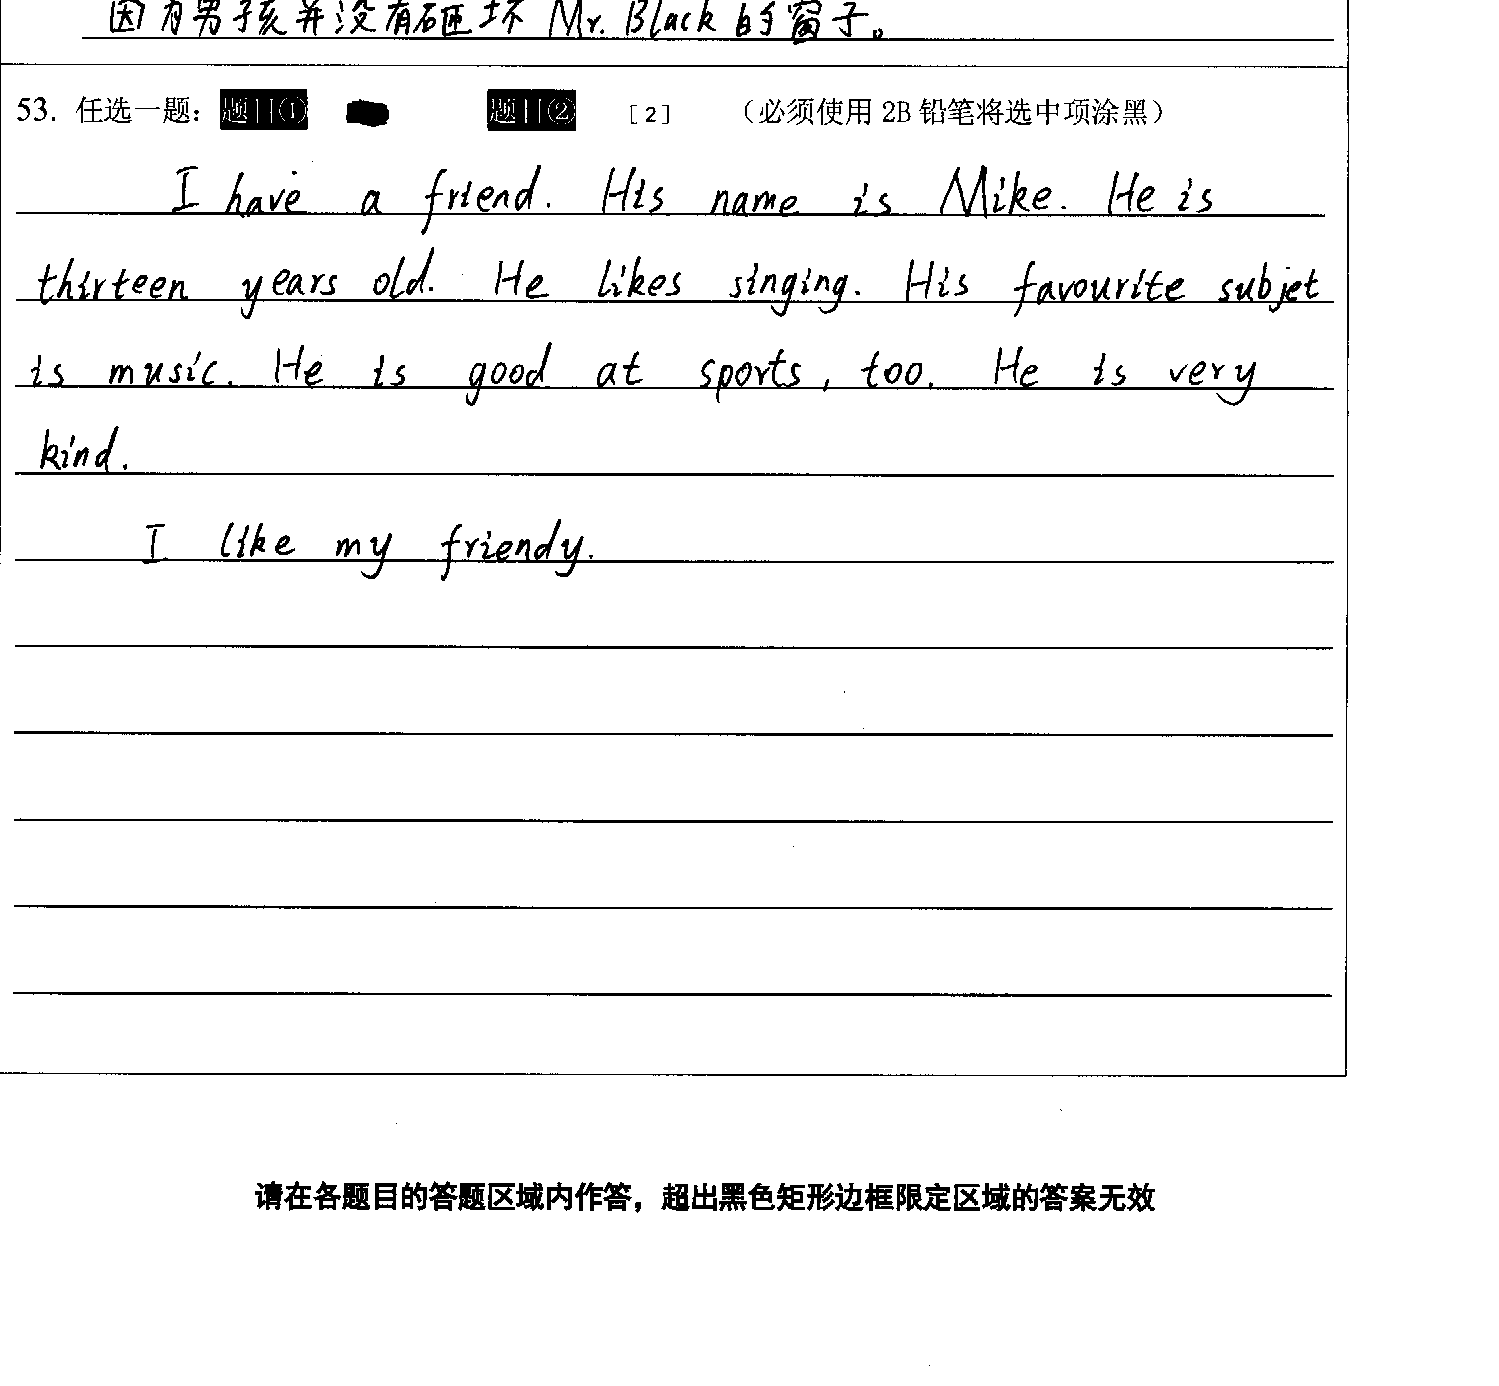 因为男孩并没有砸坏 Mr. Black 的窗子。
53. 任选一题: 题目① 题目② [2] (必须使用 2B 铅笔将选中项涂黑)
I have a friend. His name is Mike. He is
thirteen years old. He likes singing. His favourite subjet
is music. He is good at sports, too. He is very
kind.
I like my friendy.
请在各题目的答题区域内作答，超出黑色矩形边框限定区域的答案无效